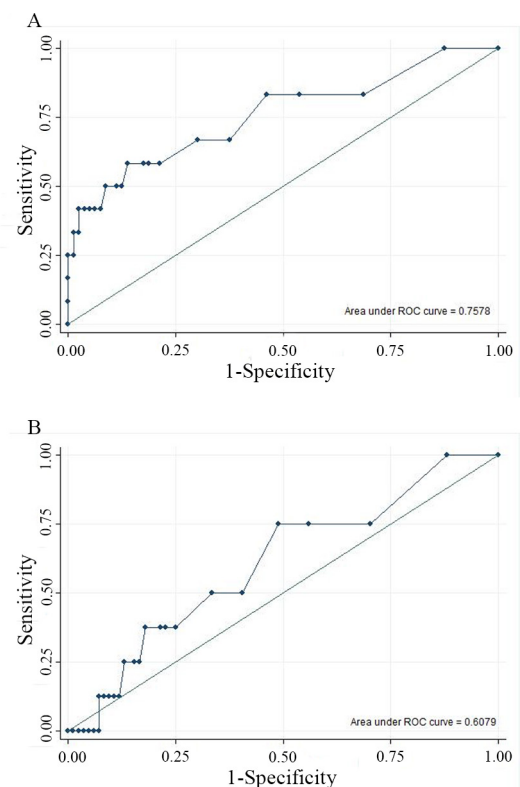 A
1.00
0.75
0.50
0.25
0.00
Sensitivity
Area under ROC curve = 0.7578
0.00 0.25 0.50 0.75 1.00
1-Specificity
B
1.00
0.75
0.50
0.25
0.00
Sensitivity
Area under ROC curve = 0.6079
0.00 0.25 0.50 0.75 1.00
1-Specificity